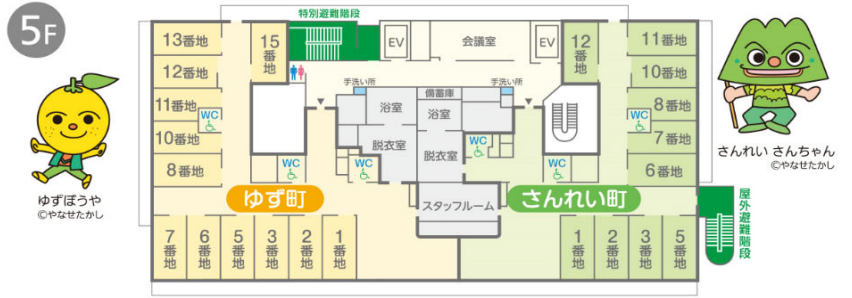 5F
特別避難階段
13番地
15番地
EV
会議室
EV
12番地
11番地
12番地
手洗い所
備蓄庫
手洗い所
10番地
11番地
WC
浴室
浴室
8番地
WC
10番地
脱衣室
脱衣室
WC
7番地
8番地
WC
WC
WC
6番地
ゆずぼうや
©やなせたかし
さんれい さんちゃん
©やなせたかし
ゆず町
さんれい町
スタッフルーム
屋外避難階段
7番地
6番地
5番地
3番地
2番地
1番地
1番地
2番地
3番地
5番地